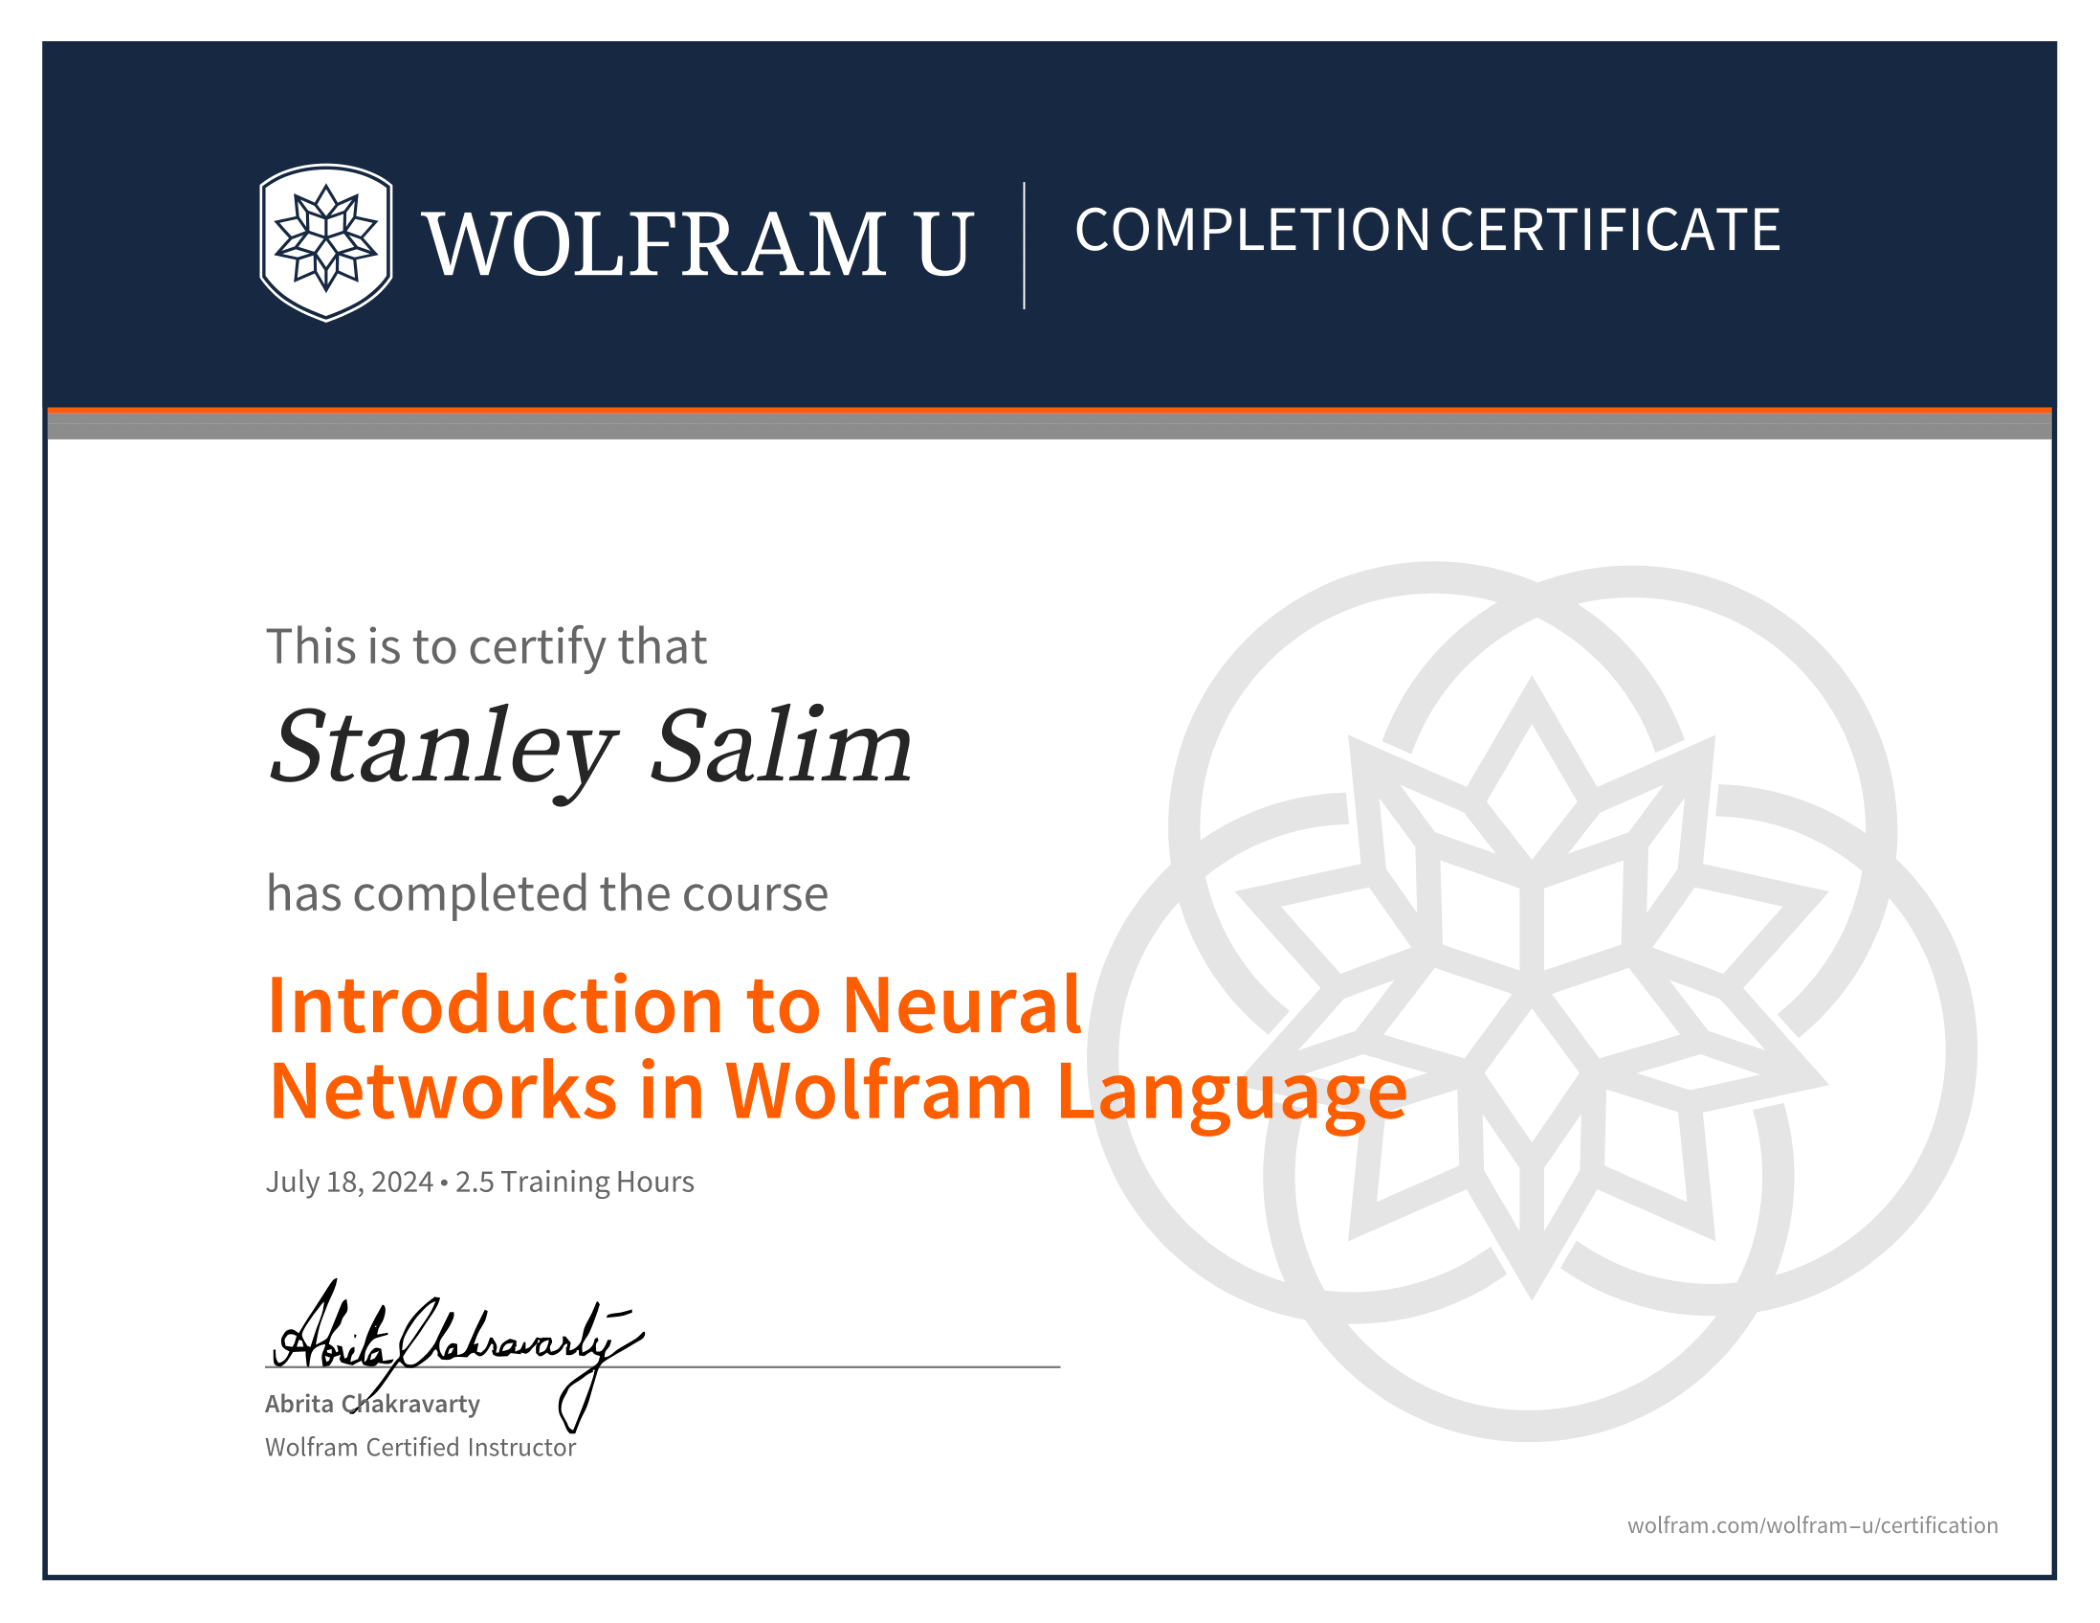 WOLFRAM U
COMPLETION CERTIFICATE
This is to certify that
Stanley Salim
has completed the course
Introduction to Neural
Networks in Wolfram Language
July 18, 2024 • 2.5 Training Hours
Abrita Chakravarty
Abrita Chakravarty
Wolfram Certified Instructor
wolfram.com/wolfram–u/certification